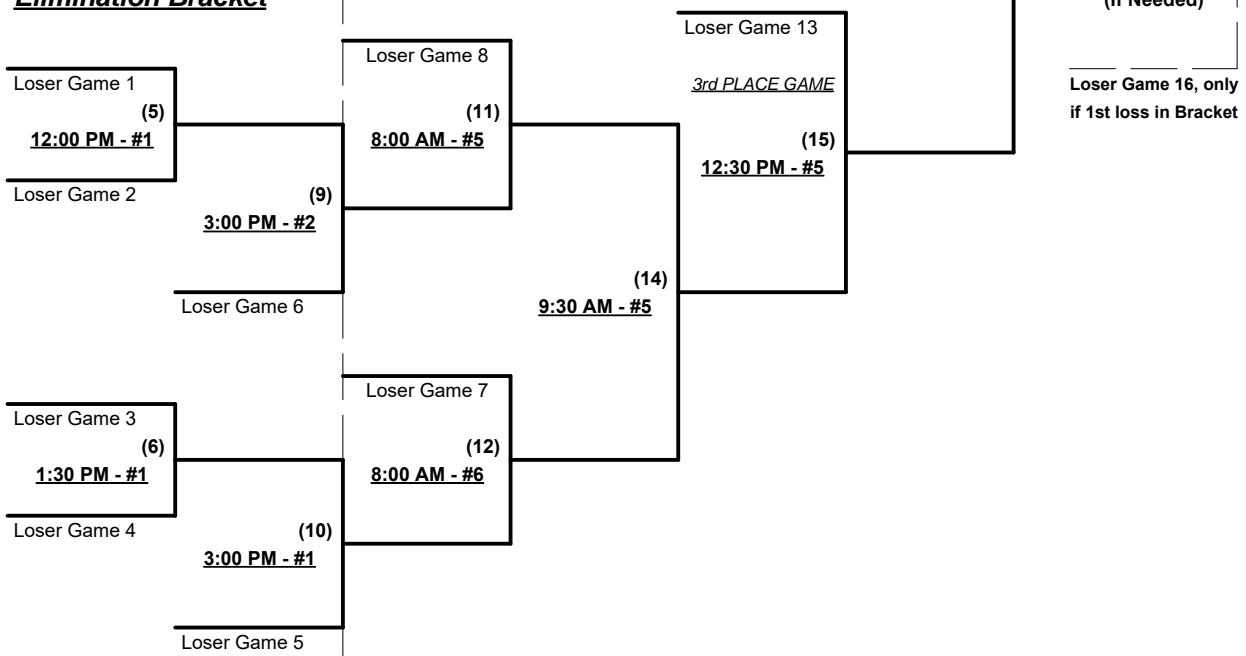 Elimination Bracket
(If Needed)
Loser Game 13
Loser Game 8
Loser Game 1
3rd PLACE GAME
Loser Game 16, only
if 1st loss in Bracket
(5)
(11)
12:00 PM - #1
8:00 AM - #5
(15)
12:30 PM - #5
Loser Game 2
(9)
3:00 PM - #2
(14)
9:30 AM - #5
Loser Game 6
Loser Game 7
Loser Game 3
(6)
(12)
1:30 PM - #1
8:00 AM - #6
Loser Game 4
(10)
3:00 PM - #1
Loser Game 5